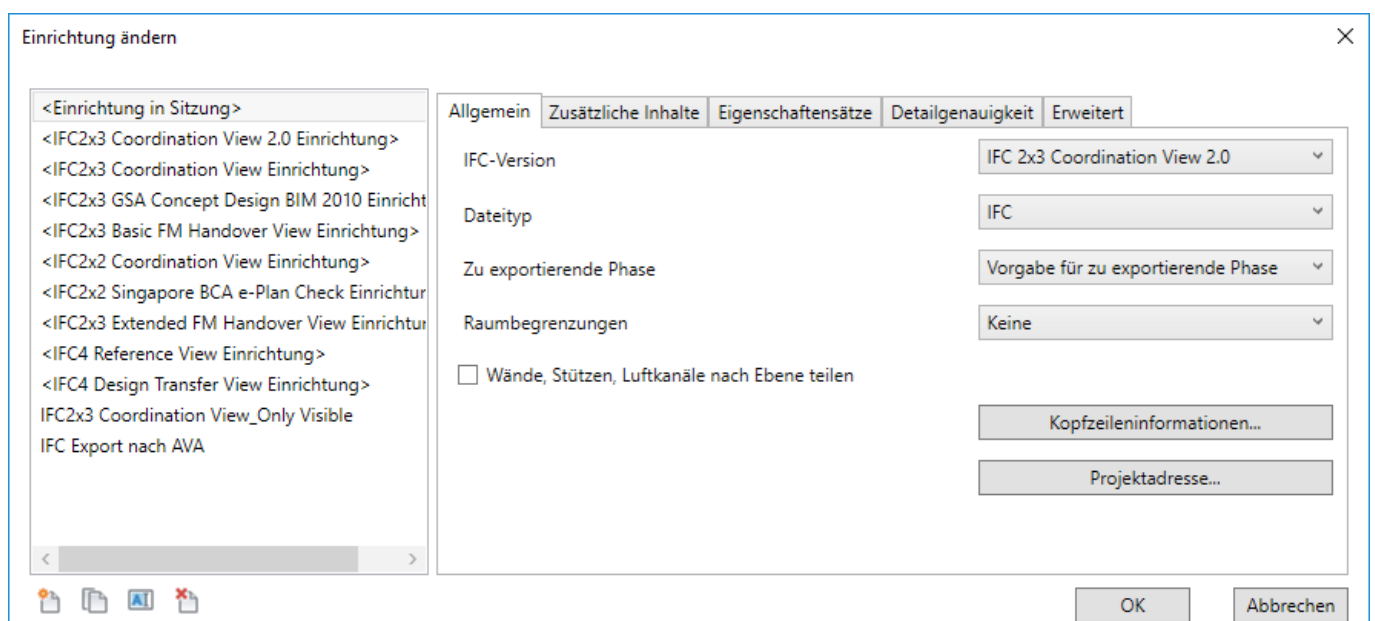 Einrichtung ändern
<Einrichtung in Sitzung>
<IFC2x3 Coordination View 2.0 Einrichtung>
<IFC2x3 Coordination View Einrichtung>
<IFC2x3 GSA Concept Design BIM 2010 Einricht
<IFC2x3 Basic FM Handover View Einrichtung>
<IFC2x2 Coordination View Einrichtung>
<IFC2x2 Singapore BCA e-Plan Check Einrichtur
<IFC2x3 Extended FM Handover View Einrichtur
<IFC4 Reference View Einrichtung>
<IFC4 Design Transfer View Einrichtung>
IFC2x3 Coordination View_Only Visible
IFC Export nach AVA
Allgemein Zusätzliche Inhalte Eigenschaftensätze Detailgenauigkeit Erweitert
IFC-Version IFC 2x3 Coordination View 2.0
Dateityp IFC
Zu exportierende Phase Vorgabe für zu exportierende Phase
Raumbegrenzungen Keine
Wände, Stützen, Luftkanäle nach Ebene teilen
Kopfzeileninformationen...
Projektadresse...
OK Abbrechen